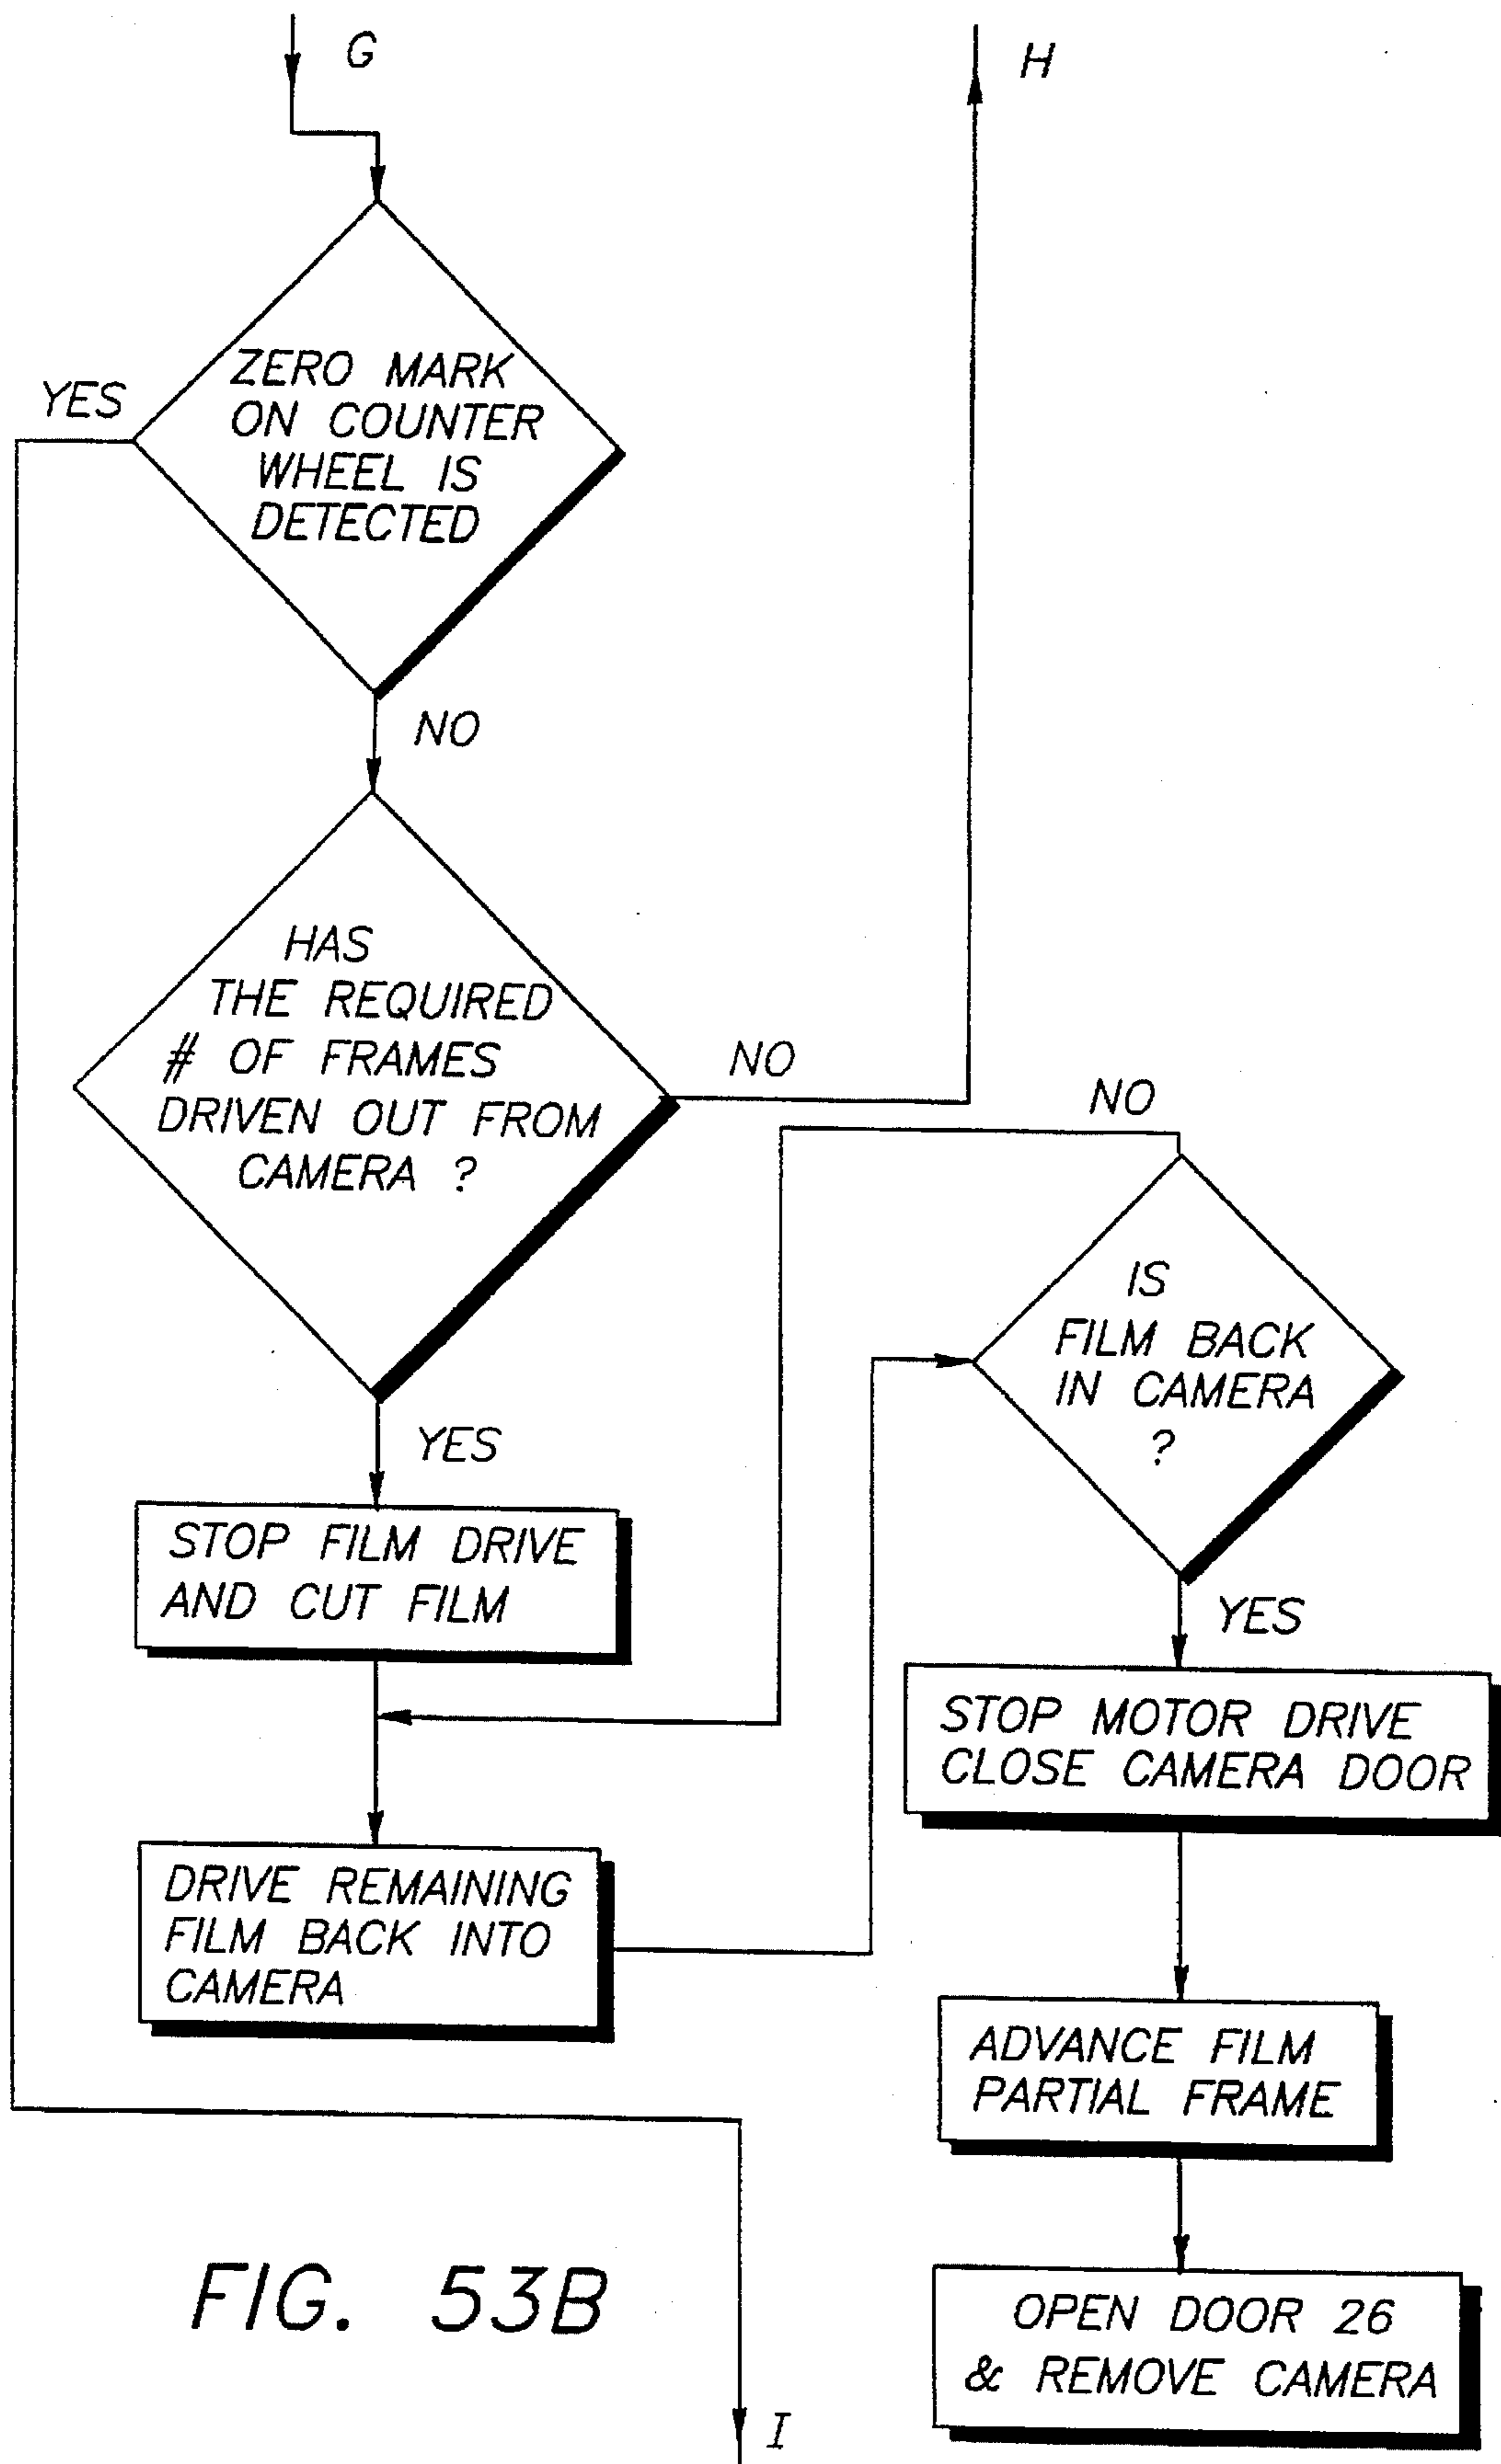 G
H
YES
ZERO MARK
ON COUNTER
WHEEL IS
DETECTED
NO
HAS
THE REQUIRED
# OF FRAMES
DRIVEN OUT FROM
CAMERA ?
NO
YES
STOP FILM DRIVE
AND CUT FILM
DRIVE REMAINING
FILM BACK INTO
CAMERA
NO
IS
FILM BACK
IN CAMERA
?
YES
STOP MOTOR DRIVE
CLOSE CAMERA DOOR
ADVANCE FILM
PARTIAL FRAME
OPEN DOOR 26
& REMOVE CAMERA
I
FIG. 53B